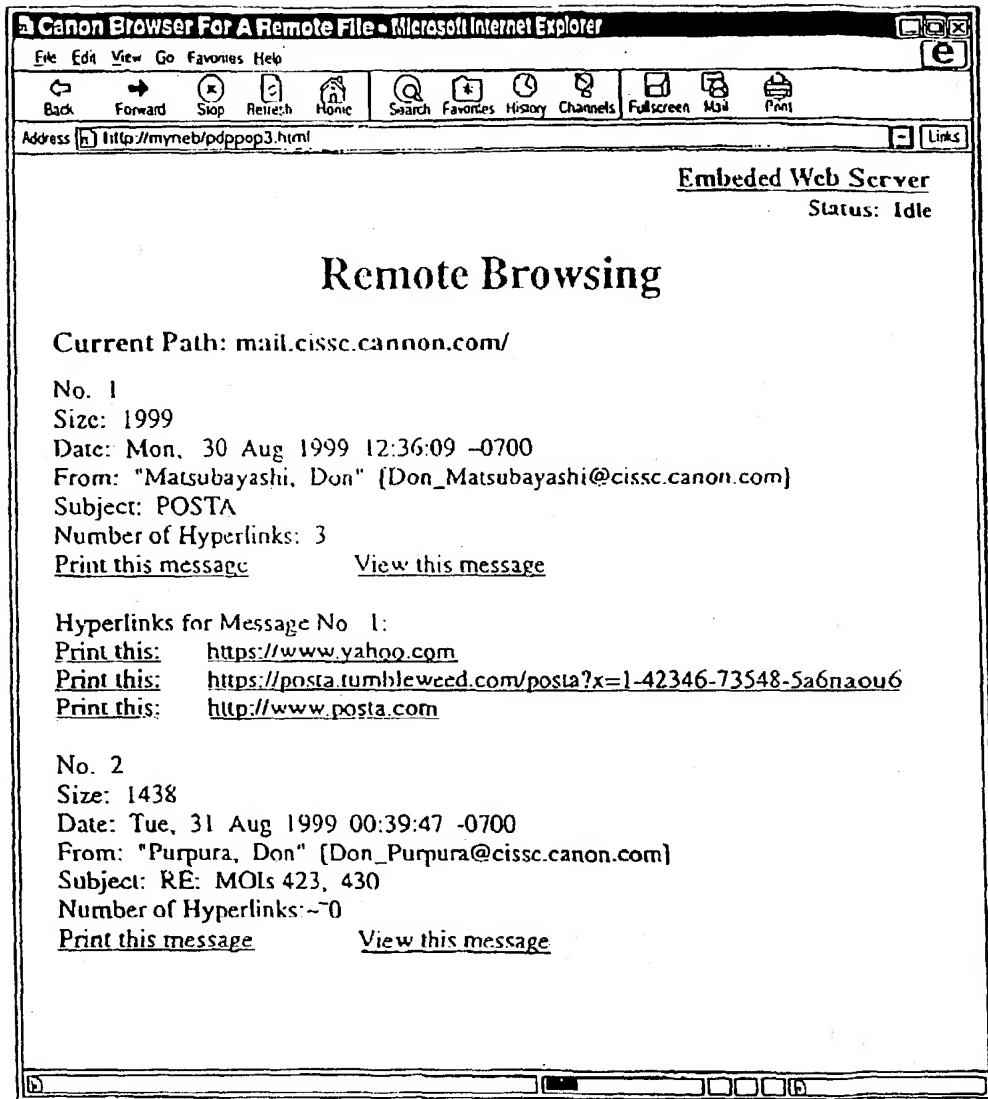 Canon Browser For A Remote File - Microsoft Internet Explorer
File Edit View Go Favorites Help
Back Forward Stop Refresh Home Search Favorites History Channels Fullscreen Mail Print
Address http://myneb/pdppop3.html Links
Embeded Web Server
Status: Idle
Remote Browsing
Current Path: mail.cissc.cannon.com/
No. 1
Size: 1999
Date: Mon, 30 Aug 1999 12:36:09 -0700
From: "Matsubayashi, Don" [Don_Matsubayashi@cissc.canon.com]
Subject: POSTA
Number of Hyperlinks: 3
Print this message View this message
Hyperlinks for Message No 1:
Print this: https://www.yahoo.com
Print this: https://posta.tumbleweed.com/posta?x=1-42346-73548-5a6naou6
Print this: http://www.posta.com
No. 2
Size: 1438
Date: Tue, 31 Aug 1999 00:39:47 -0700
From: "Purpura, Don" [Don_Purpura@cissc.canon.com]
Subject: RE: MOIs 423, 430
Number of Hyperlinks:~ 0
Print this message View this message